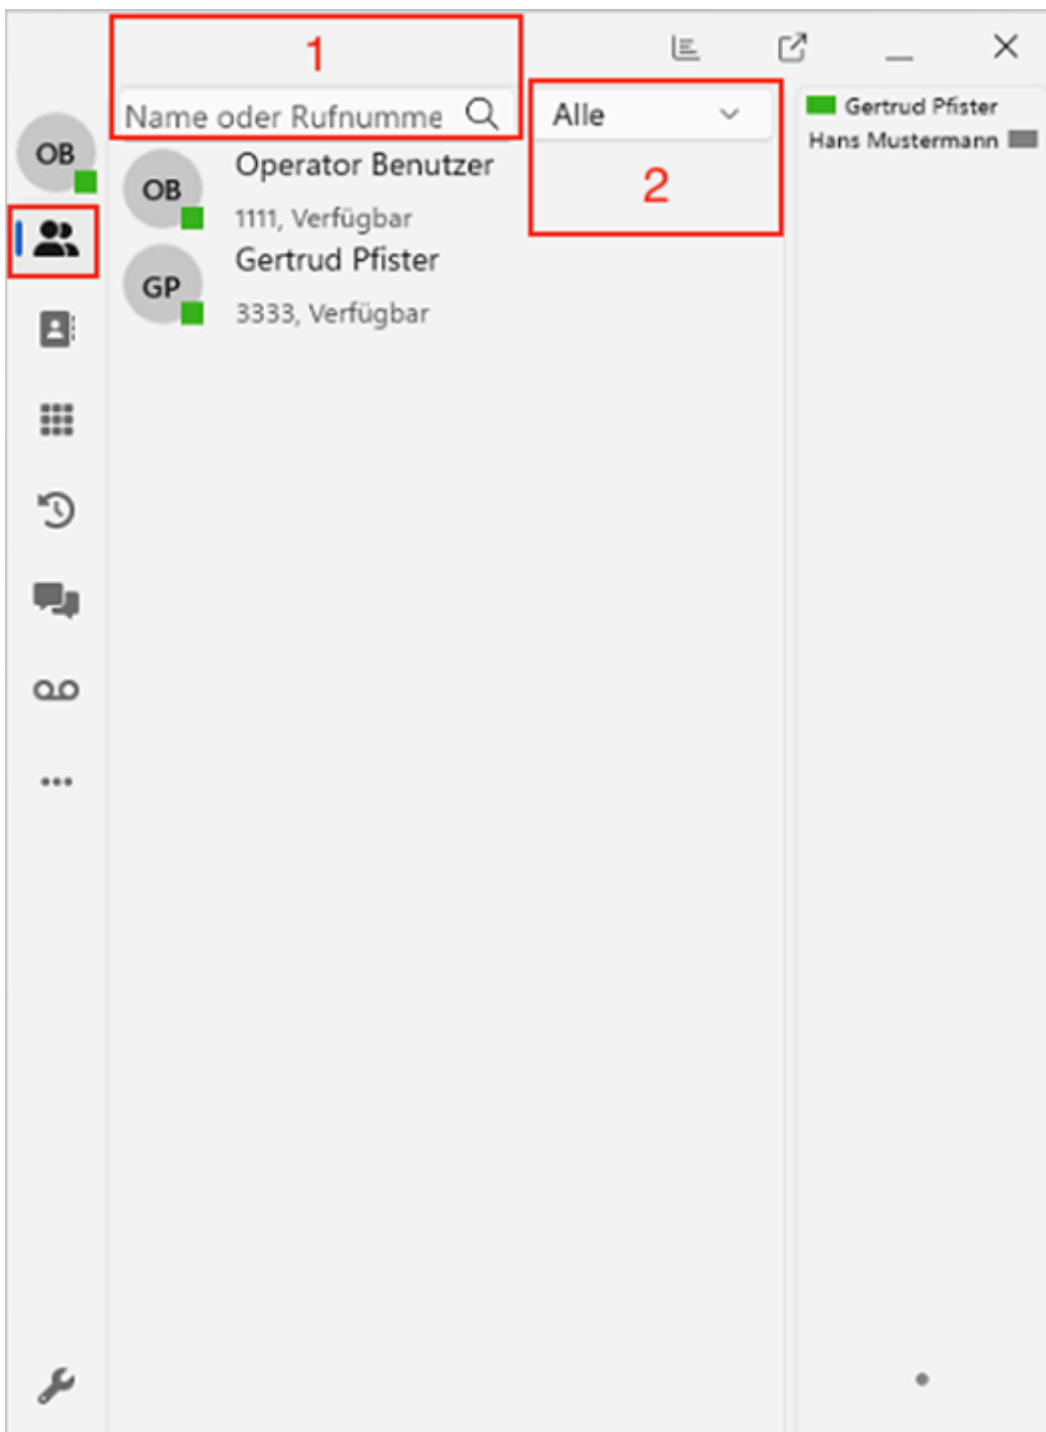 1
Name oder Rufnumme
Alle
2
OB
OB
Operator Benutzer
1111, Verfügbar
GP
Gertrud Pfister
3333, Verfügbar
Gertrud Pfister
Hans Mustermann